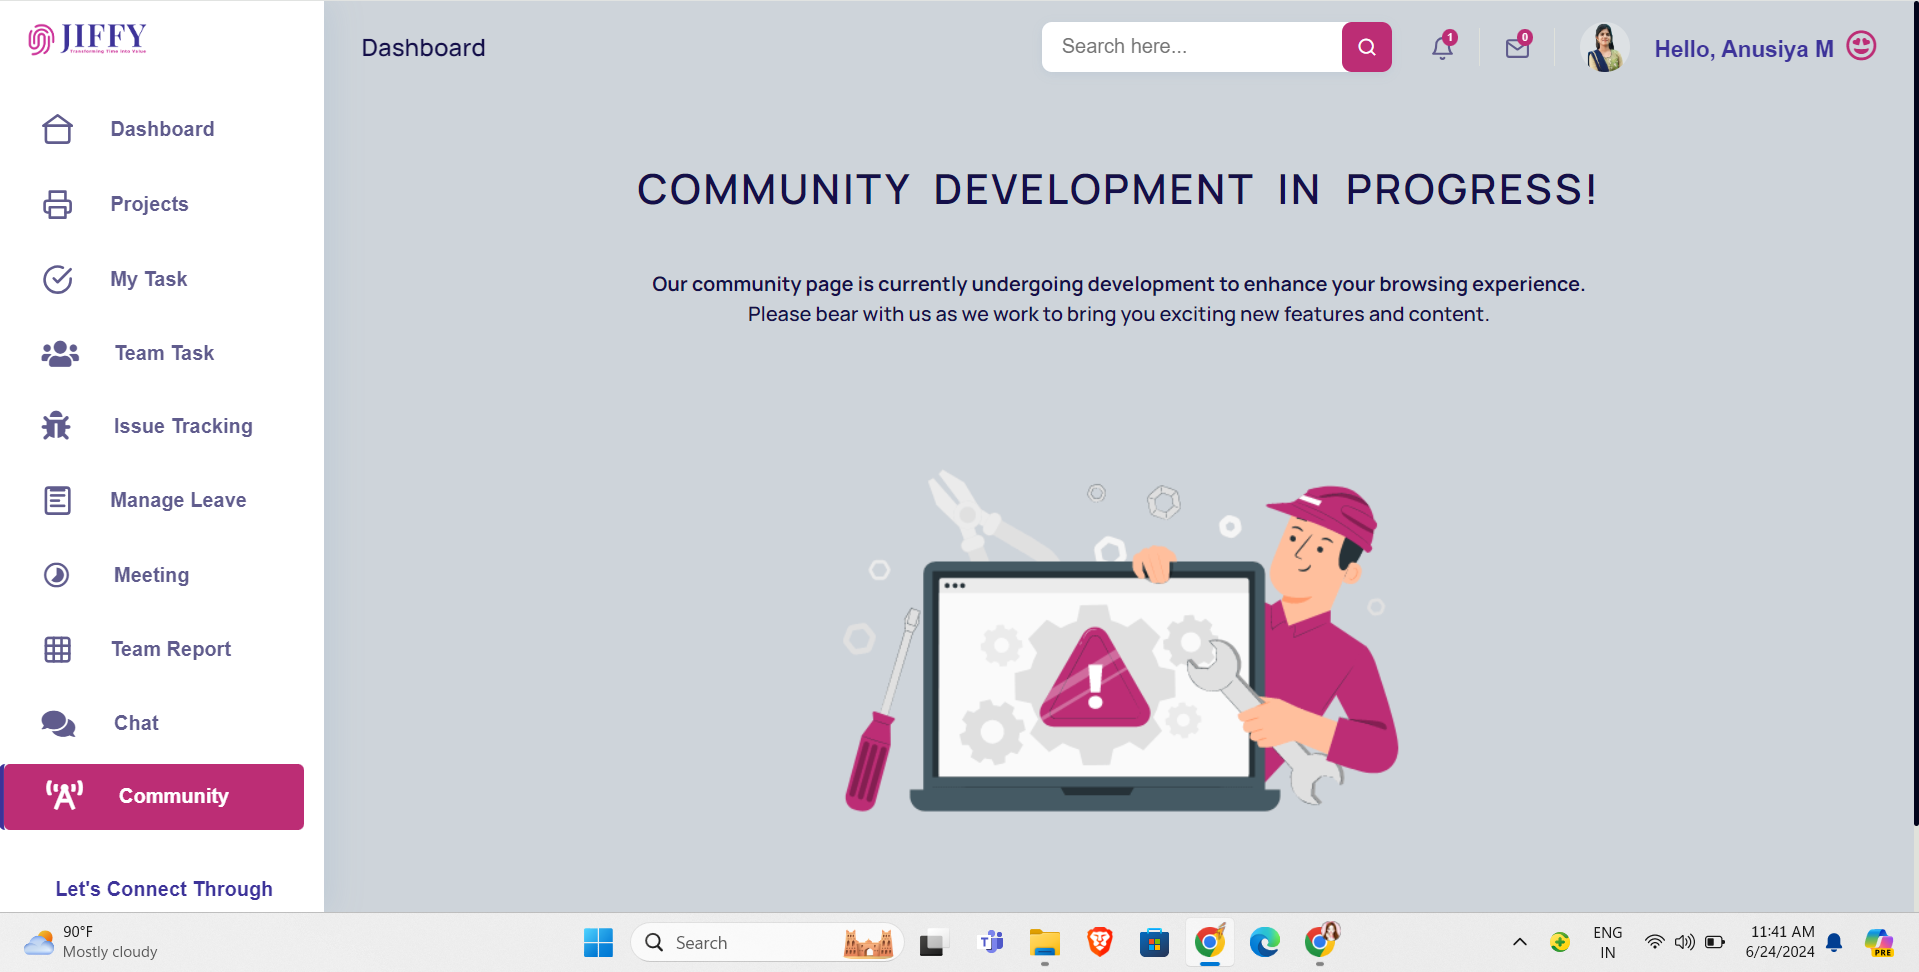 JIFFY
Transforming Time Into Value
Dashboard
Search here...
1
0
Hello, Anusiya M
Dashboard
Projects
My Task
Team Task
Issue Tracking
Manage Leave
Meeting
Team Report
Chat
Community
Let's Connect Through
COMMUNITY DEVELOPMENT IN PROGRESS!
Our community page is currently undergoing development to enhance your browsing experience.
Please bear with us as we work to bring you exciting new features and content.
90°F
Mostly cloudy
Search
ENG
IN
11:41 AM
6/24/2024
PRE